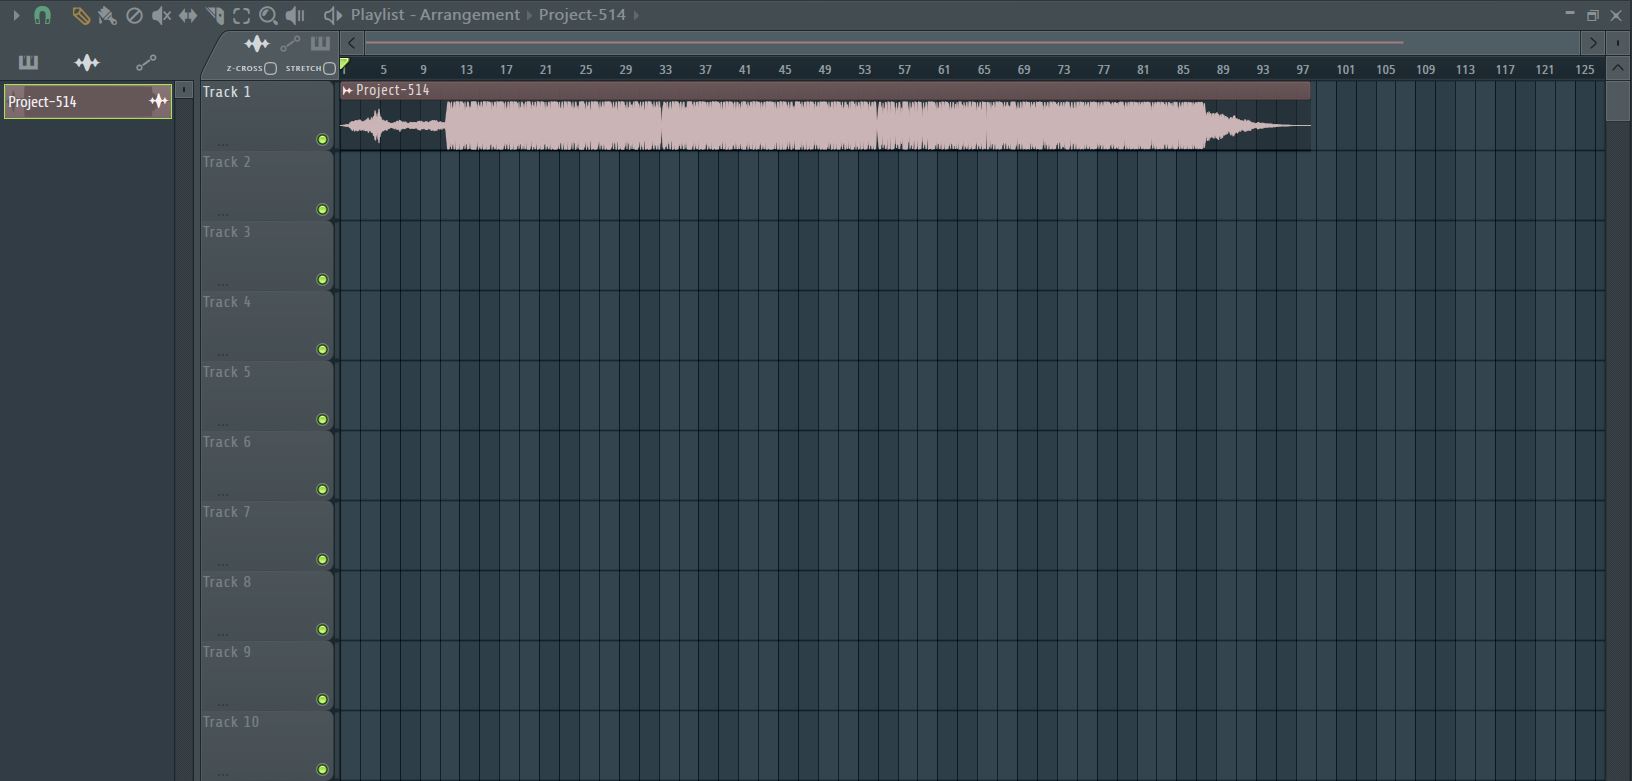 Playlist - Arrangement › Project-514 ›
Z-CROSS STRETCH
1 5 9 13 17 21 25 29 33 37 41 45 49 53 57 61 65 69 73 77 81 85 89 93 97 101 105 109 113 117 121 125
Project-514
Track 1
Project-514
...
Track 2
...
Track 3
...
Track 4
...
Track 5
...
Track 6
...
Track 7
...
Track 8
...
Track 9
...
Track 10
...